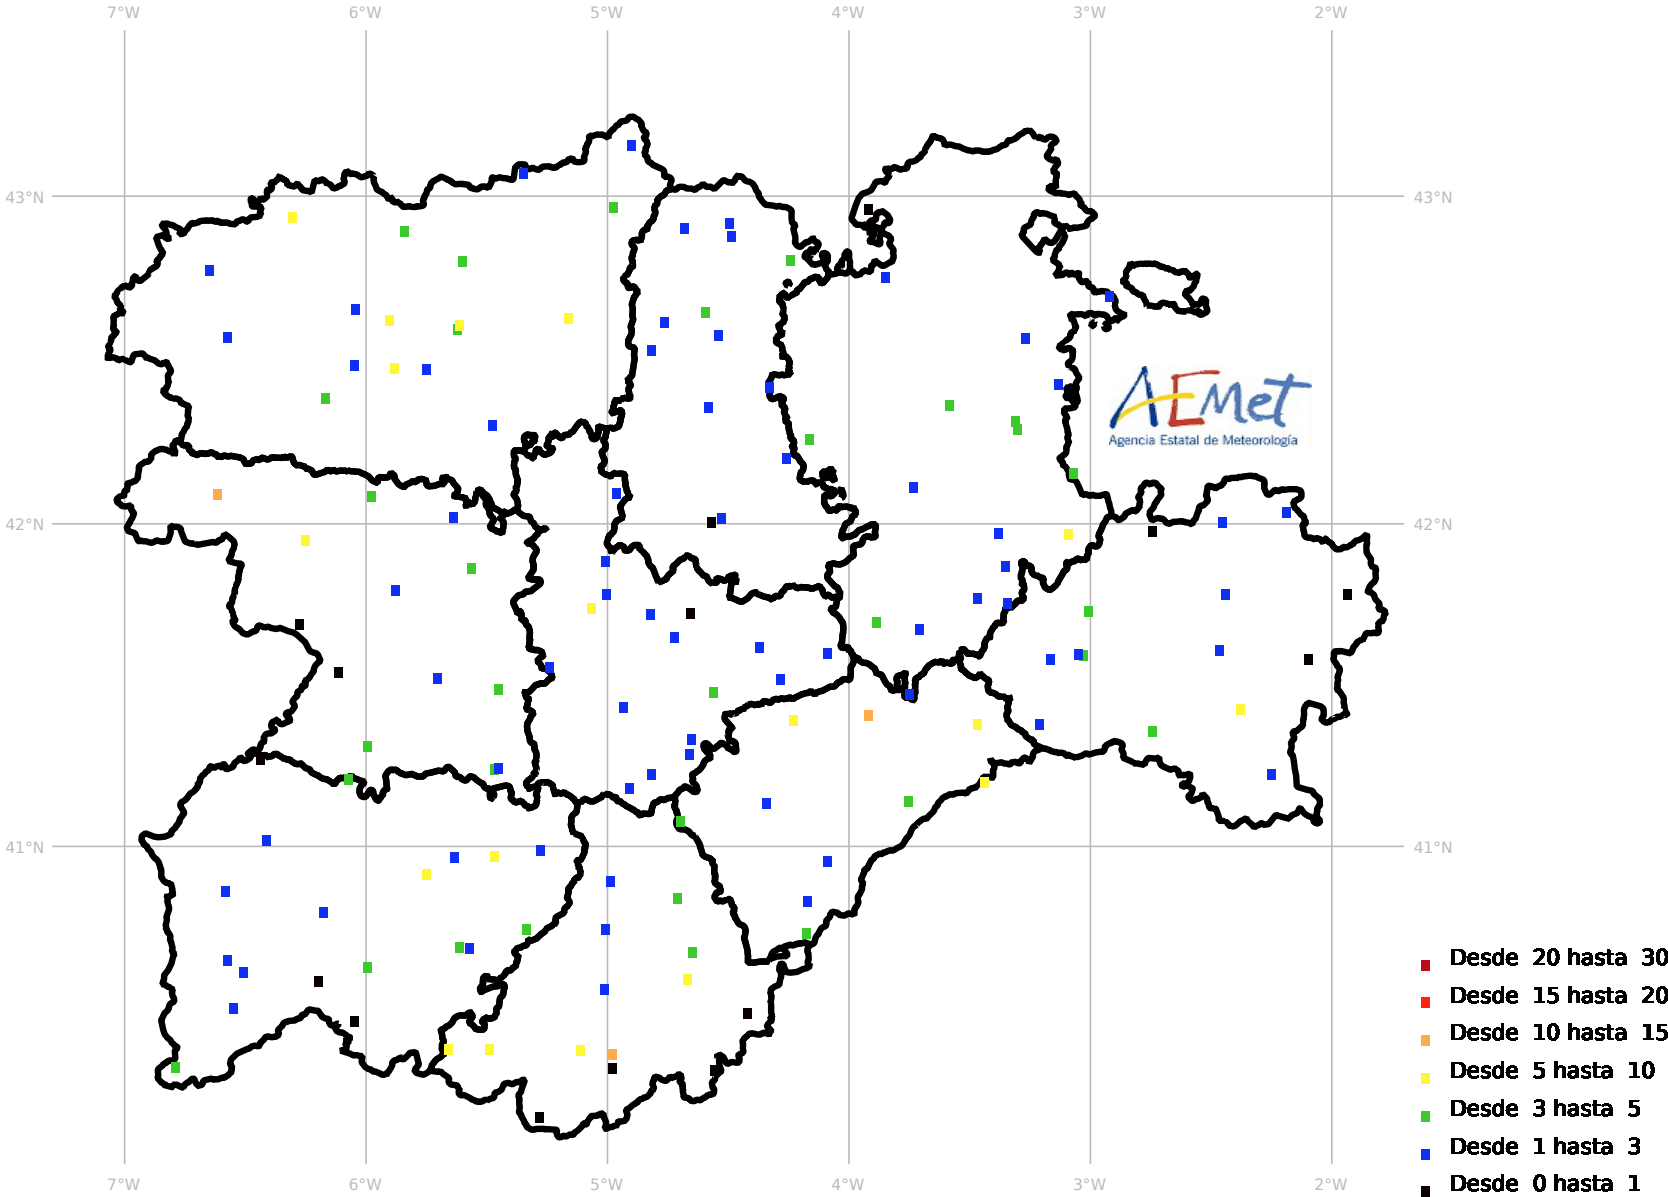 7°W 6°W 5°W 4°W 3°W 2°W
43°N 43°N
AEMet
Agencia Estatal de Meteorología
42°N 42°N
41°N 41°N
Desde 20 hasta 30
Desde 15 hasta 20
Desde 10 hasta 15
Desde 5 hasta 10
Desde 3 hasta 5
Desde 1 hasta 3
Desde 0 hasta 1
7°W 6°W 5°W 4°W 3°W 2°W